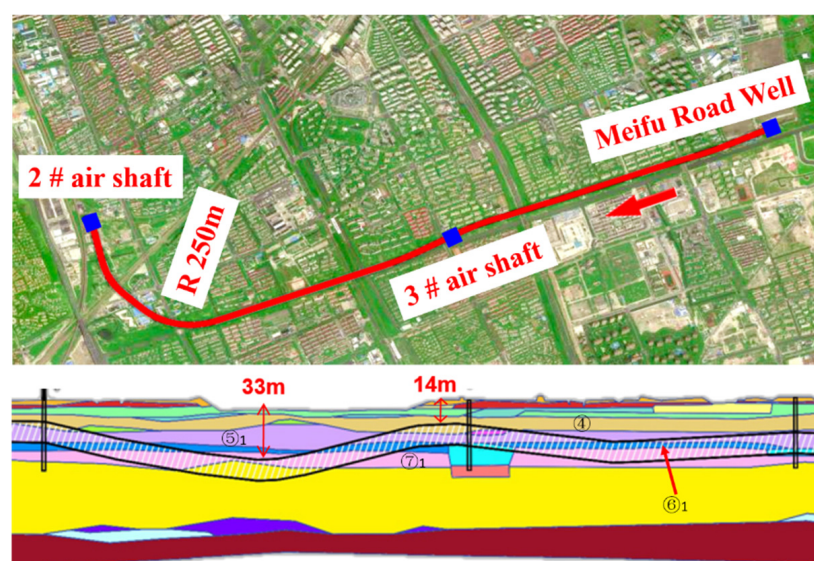 Meifu Road Well
2 # air shaft
R 250m
3 # air shaft
33m
14m
④
⑤₁
⑦₁
⑥₁